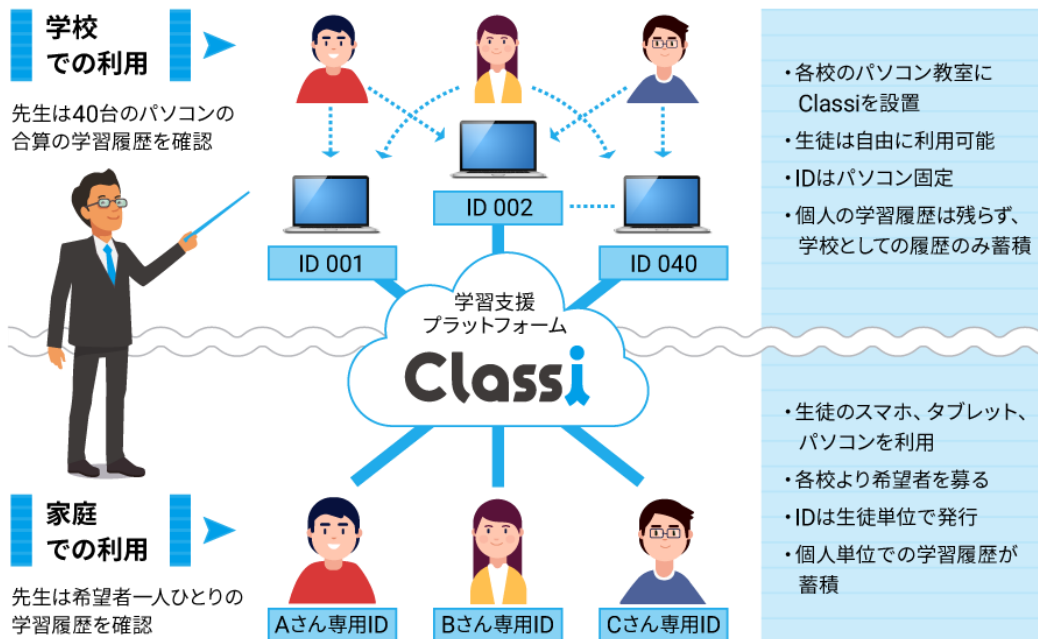 学校
での利用
先生は40台のパソコンの
合算の学習履歴を確認
ID 001
ID 002
ID 040
・各校のパソコン教室に
Classiを設置
・生徒は自由に利用可能
・IDはパソコン固定
・個人の学習履歴は残らず、
学校としての履歴のみ蓄積
学習支援
プラットフォーム
Classi
家庭
での利用
先生は希望者一人ひとりの
学習履歴を確認
Aさん専用ID
Bさん専用ID
Cさん専用ID
・生徒のスマホ、タブレット、
パソコンを利用
・各校より希望者を募る
・IDは生徒単位で発行
・個人単位での学習履歴が
蓄積